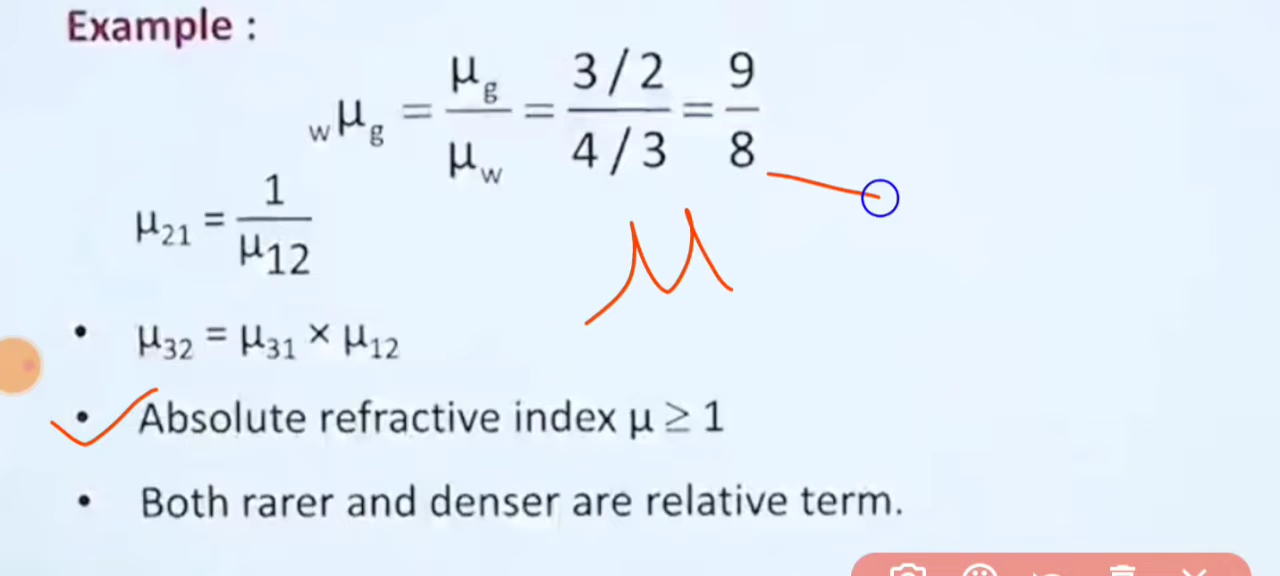 Example :
wμg = μg / μw = 3 / 2 / 4 / 3 = 9 / 8
μ21 = 1 / μ12
μ
• μ32 = μ31 × μ12
• Absolute refractive index μ ≥ 1
• Both rarer and denser are relative term.